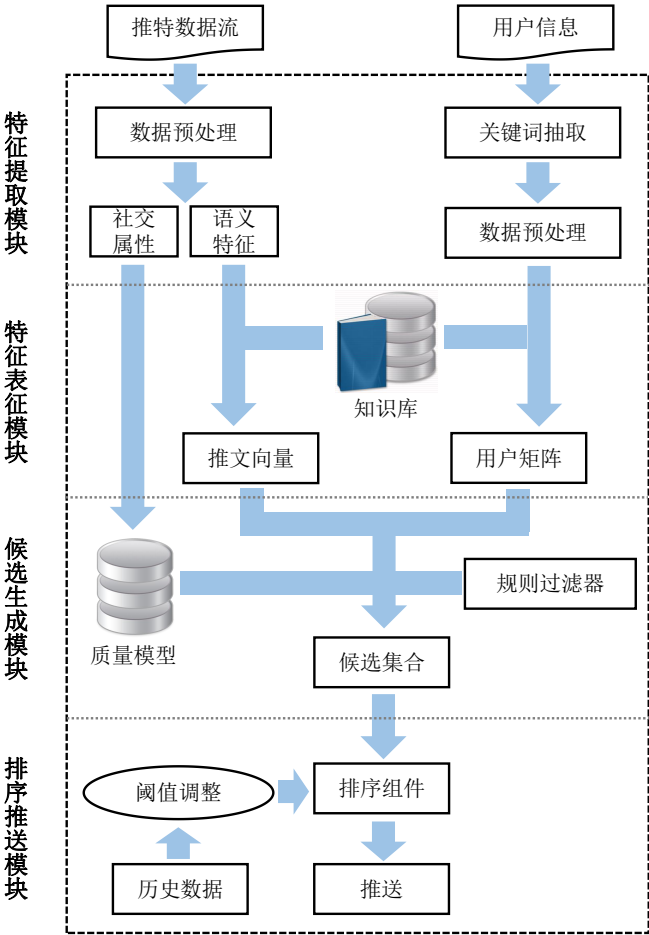 推特数据流
用户信息
特征提取模块
数据预处理
关键词抽取
社交
属性
语义
特征
数据预处理
特征表征模块
知识库
推文向量
用户矩阵
候选生成模块
规则过滤器
质量模型
候选集合
排序推送模块
阈值调整
排序组件
历史数据
推送